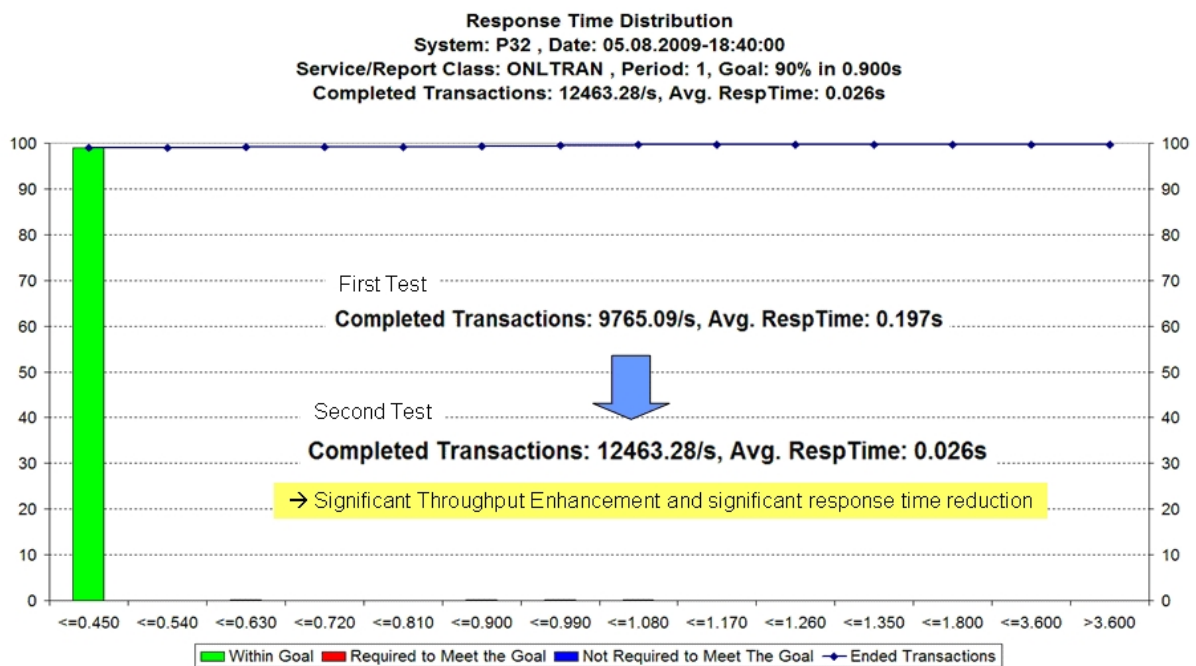 Response Time Distribution
System: P32 , Date: 05.08.2009-18:40:00
Service/Report Class: ONLTRAN , Period: 1, Goal: 90% in 0.900s
Completed Transactions: 12463.28/s, Avg. RespTime: 0.026s
100 100
90 90
80 80
70 70
First Test
Completed Transactions: 9765.09/s, Avg. RespTime: 0.197s
60 60
50 50
Second Test
40 40
Completed Transactions: 12463.28/s, Avg. RespTime: 0.026s
30 30
→ Significant Throughput Enhancement and significant response time reduction
20 20
10 10
0 0
<=0.450 <=0.540 <=0.630 <=0.720 <=0.810 <=0.900 <=0.990 <=1.080 <=1.170 <=1.260 <=1.350 <=1.800 <=3.600 >3.600
Within Goal Required to Meet the Goal Not Required to Meet The Goal Ended Transactions